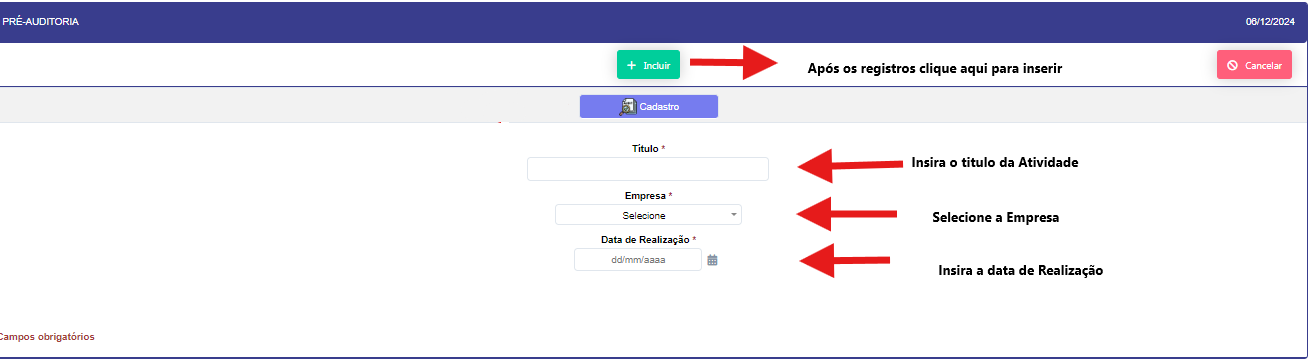 PRÉ-AUDITORIA 06/12/2024
+ Incluir Após os registros clique aqui para inserir Cancelar
Cadastro
Título *
Insira o titulo da Atividade
Empresa *
Selecione Selecione a Empresa
Data de Realização *
dd/mm/aaaa Insira a data de Realização
Campos obrigatórios